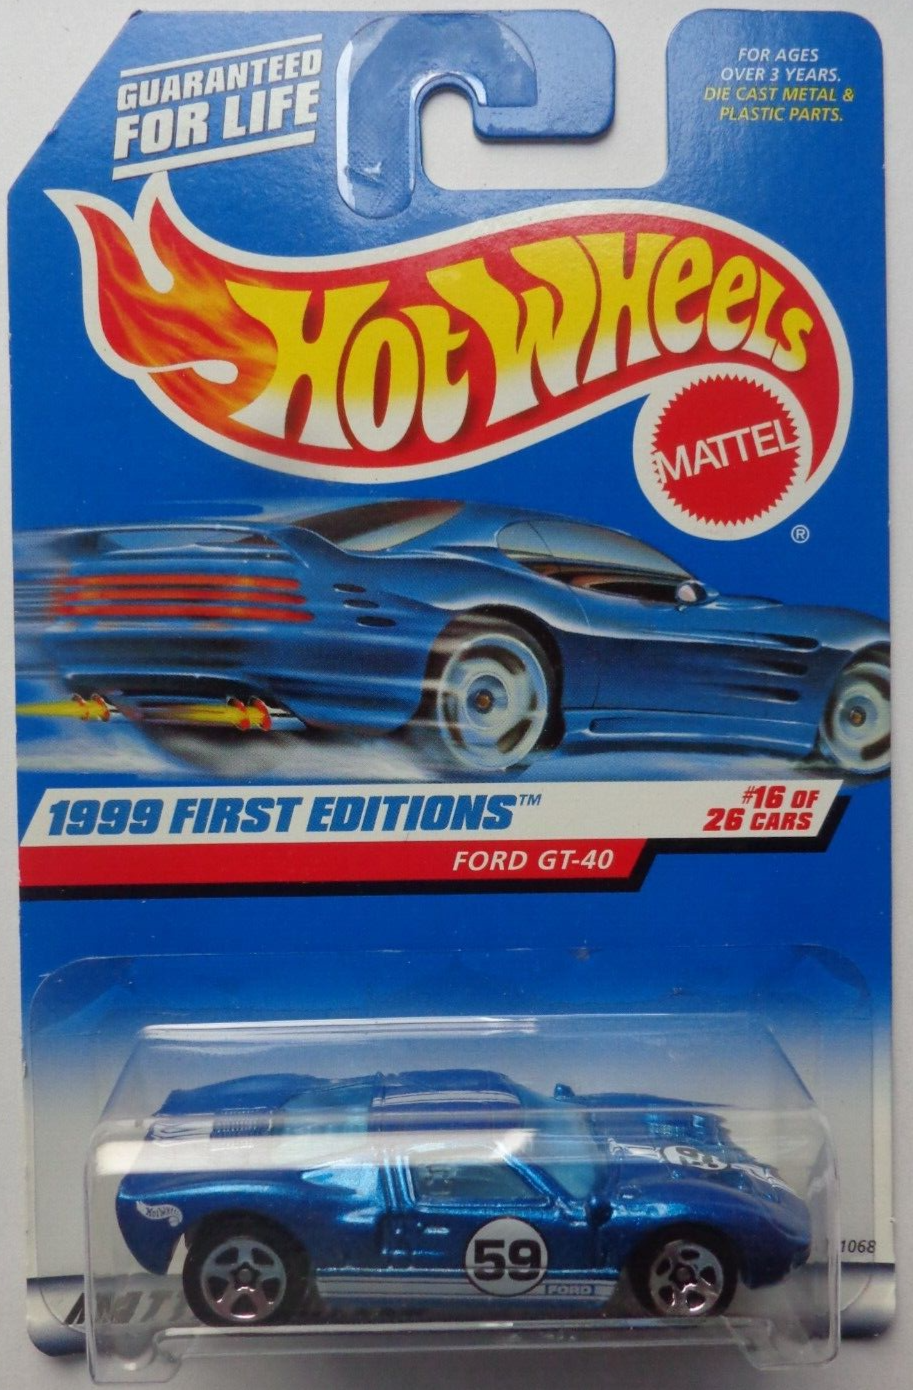 GUARANTEED
FOR LIFE
FOR AGES
OVER 3 YEARS.
DIE CAST METAL &
PLASTIC PARTS.
HOT WHEELS
MATTEL
®
1999 FIRST EDITIONS™
#16 OF
26 CARS
FORD GT-40
59
FORD
1068